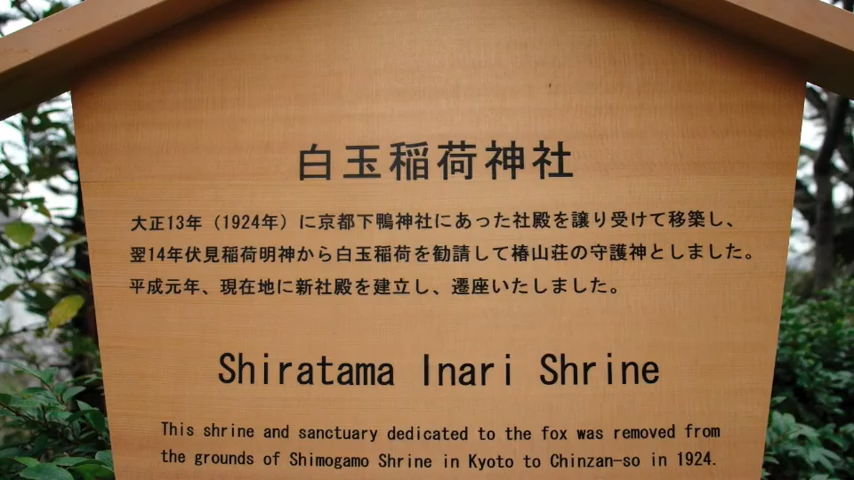 白玉稲荷神社
大正13年（1924年）に京都下鴨神社にあった社殿を譲り受けて移築し、
翌14年伏見稲荷明神から白玉稲荷を勧請して椿山荘の守護神としました。
平成元年、現在地に新社殿を建立し、遷座いたしました。
Shiratama Inari Shrine
This shrine and sanctuary dedicated to the fox was removed from
the grounds of Shimogamo Shrine in Kyoto to Chinzan-so in 1924.